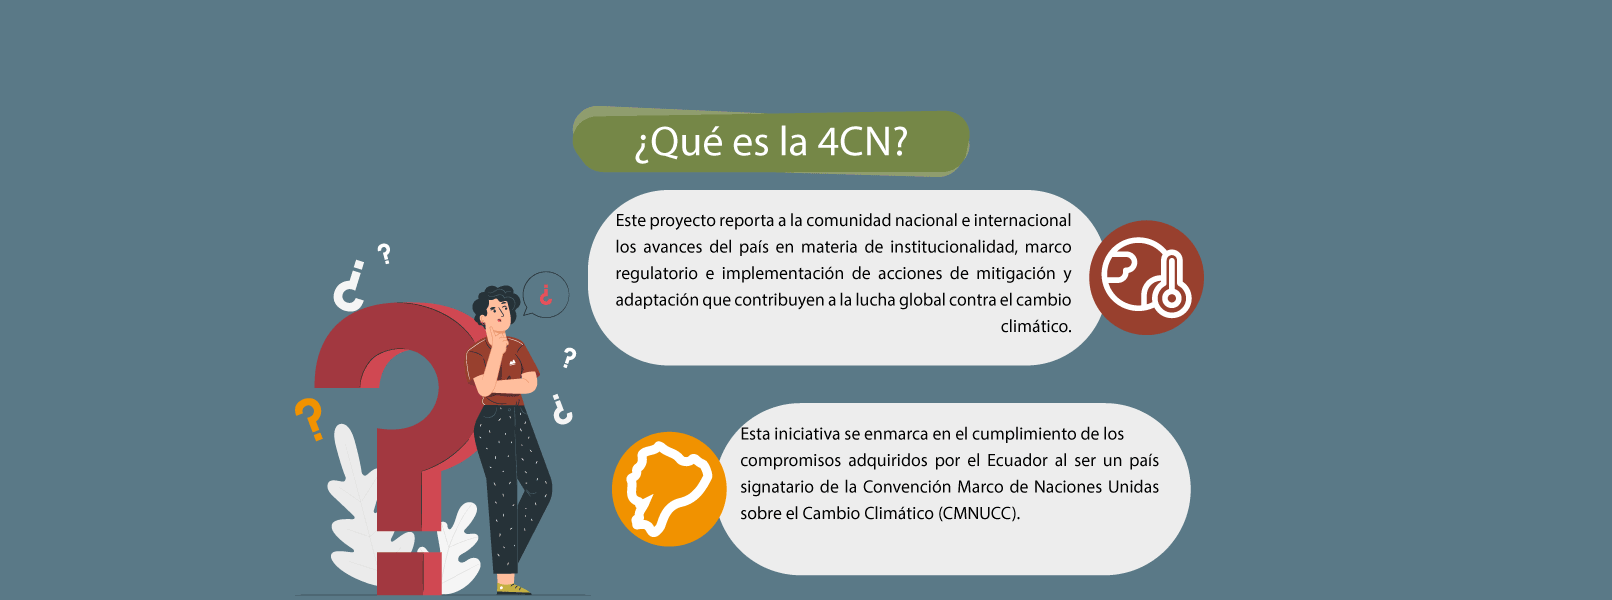 ¿Qué es la 4CN?
Este proyecto reporta a la comunidad nacional e internacional
los avances del país en materia de institucionalidad, marco
regulatorio e implementación de acciones de mitigación y
adaptación que contribuyen a la lucha global contra el cambio
climático.
Esta iniciativa se enmarca en el cumplimiento de los
compromisos adquiridos por el Ecuador al ser un país
signatario de la Convención Marco de Naciones Unidas
sobre el Cambio Climático (CMNUCC).
¿
?
¿
?
¿
?